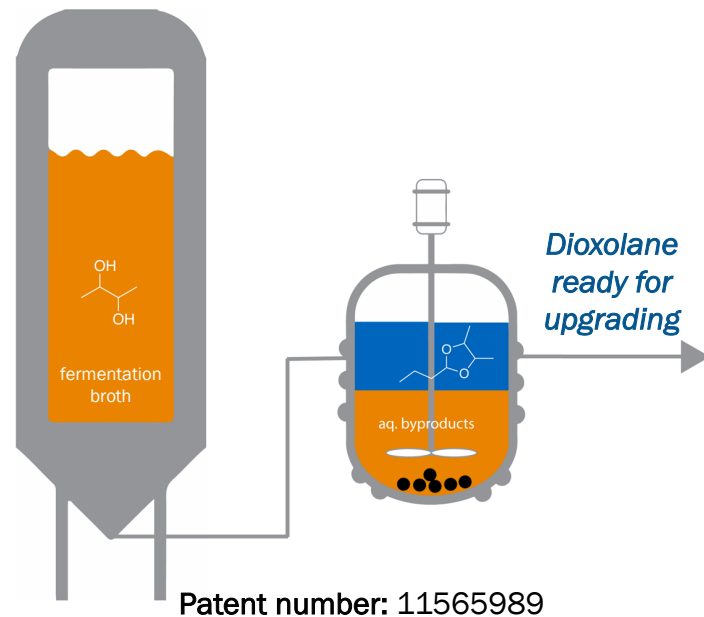 OH
OH
fermentation
broth
Dioxolane
ready for
upgrading
O
O
aq. byproducts
Patent number: 11565989